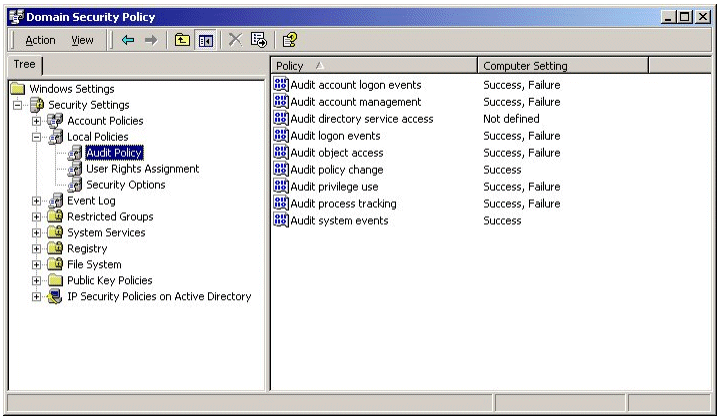 Domain Security Policy
Action View
Tree
Windows Settings
Security Settings
Account Policies
Local Policies
Audit Policy
User Rights Assignment
Security Options
Event Log
Restricted Groups
System Services
Registry
File System
Public Key Policies
IP Security Policies on Active Directory
Policy Computer Setting
Audit account logon events Success, Failure
Audit account management Success, Failure
Audit directory service access Not defined
Audit logon events Success, Failure
Audit object access Success, Failure
Audit policy change Success
Audit privilege use Success, Failure
Audit process tracking Success, Failure
Audit system events Success